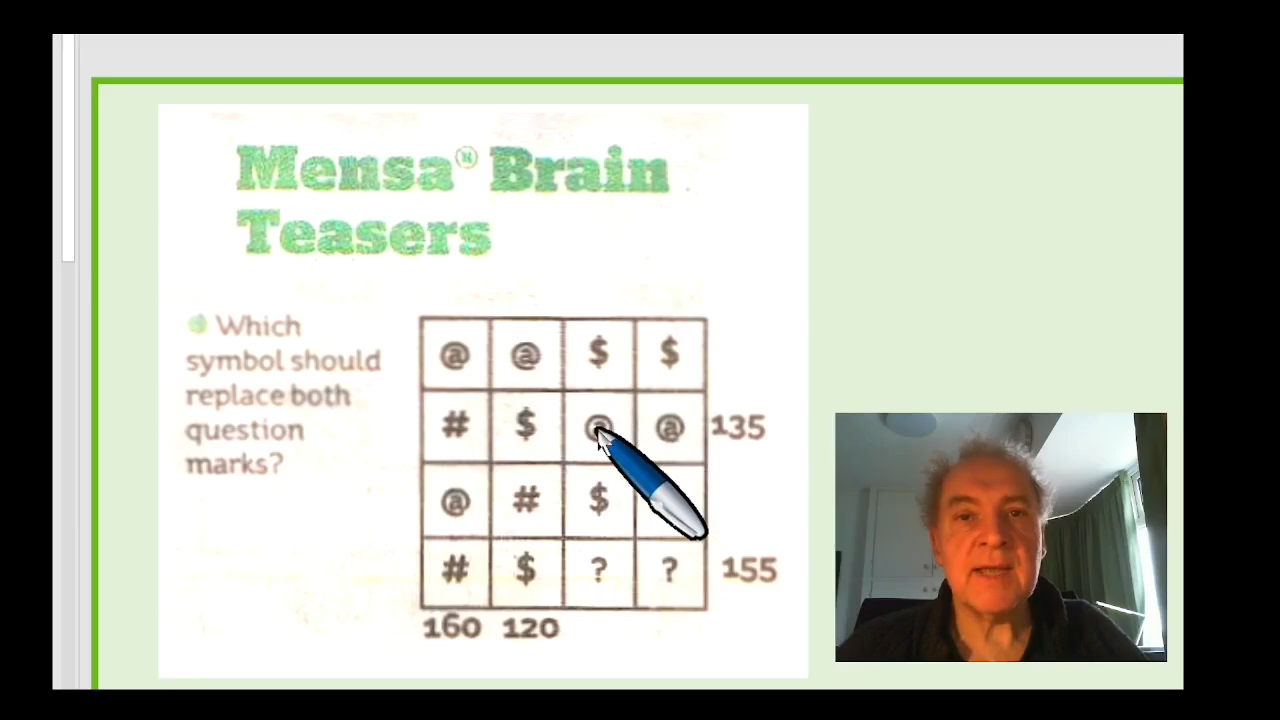 Mensa® Brain
Teasers
Which
symbol should
replace both
question
marks?
@ @ $ $
# $ @ @ 135
@ # $
# $ ? ? 155
160 120